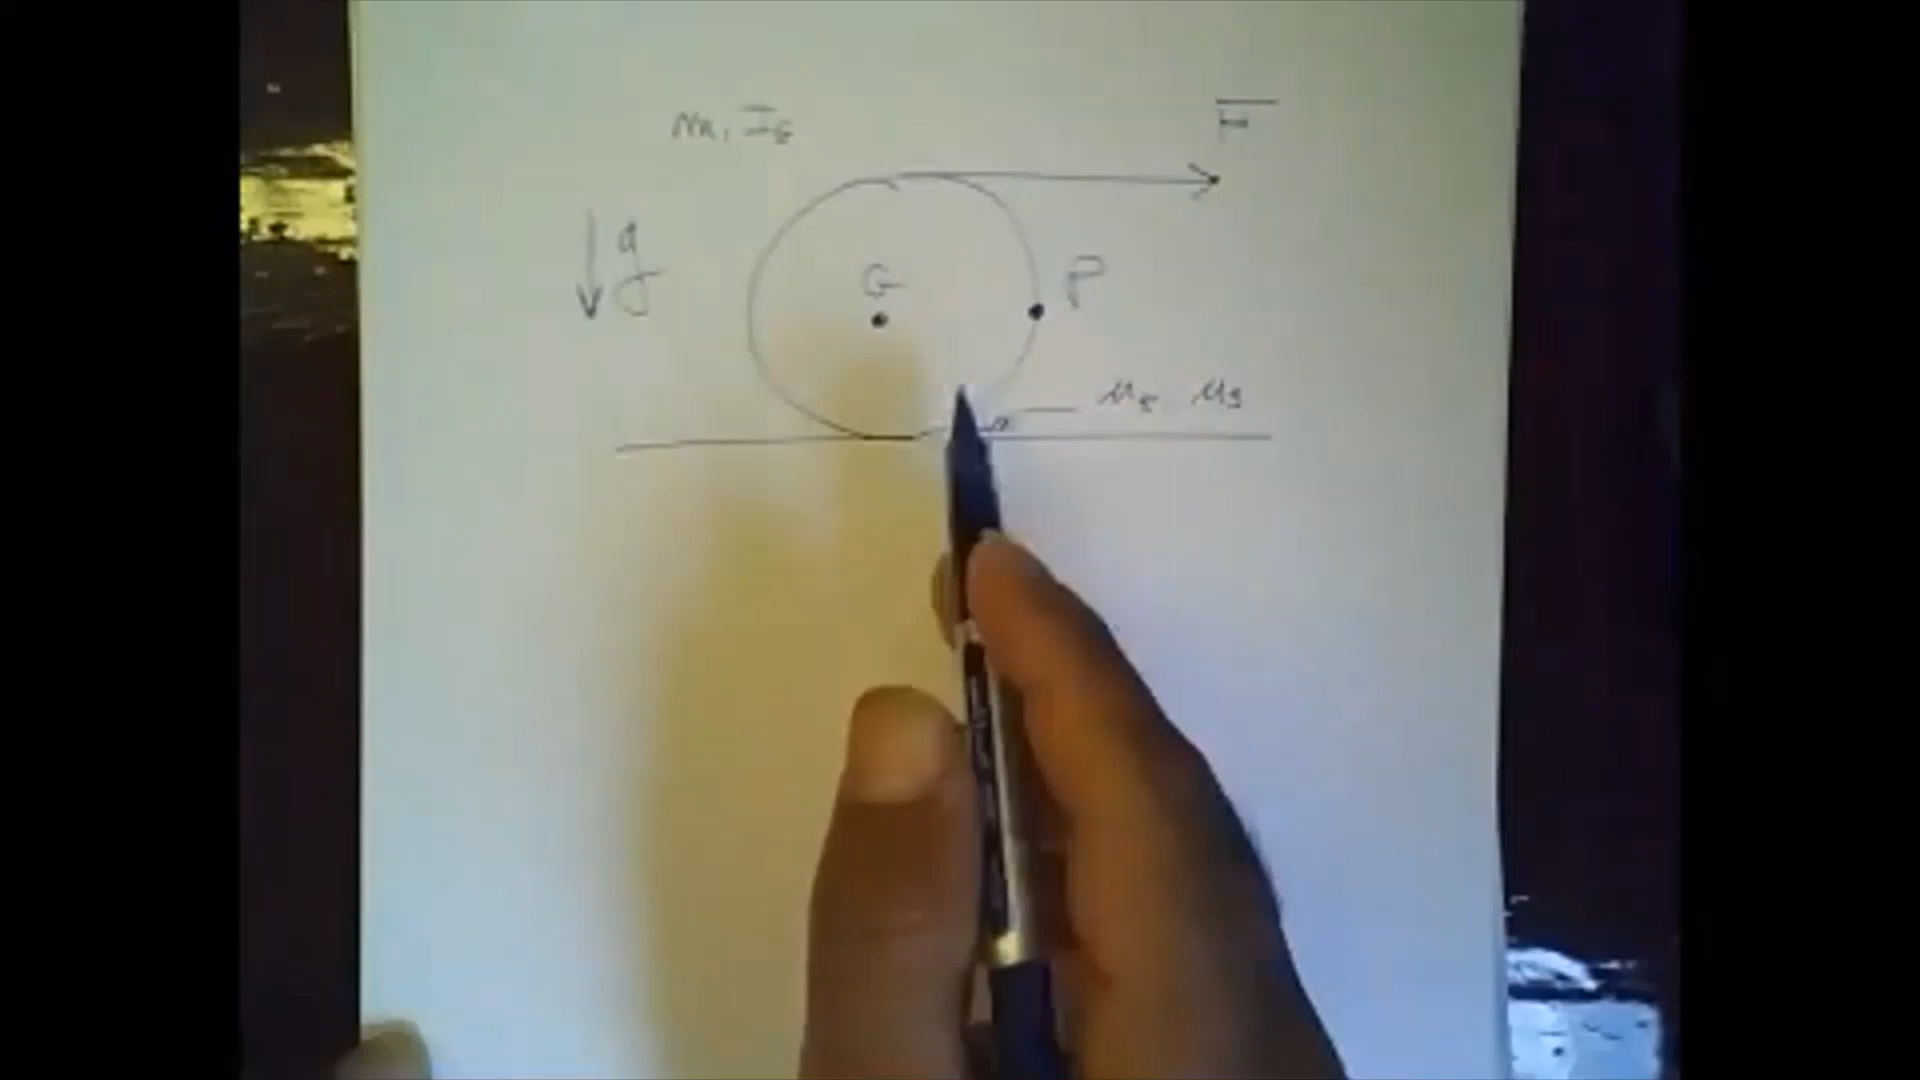 m, I_G
F
g
G
P
μ_k μ_s